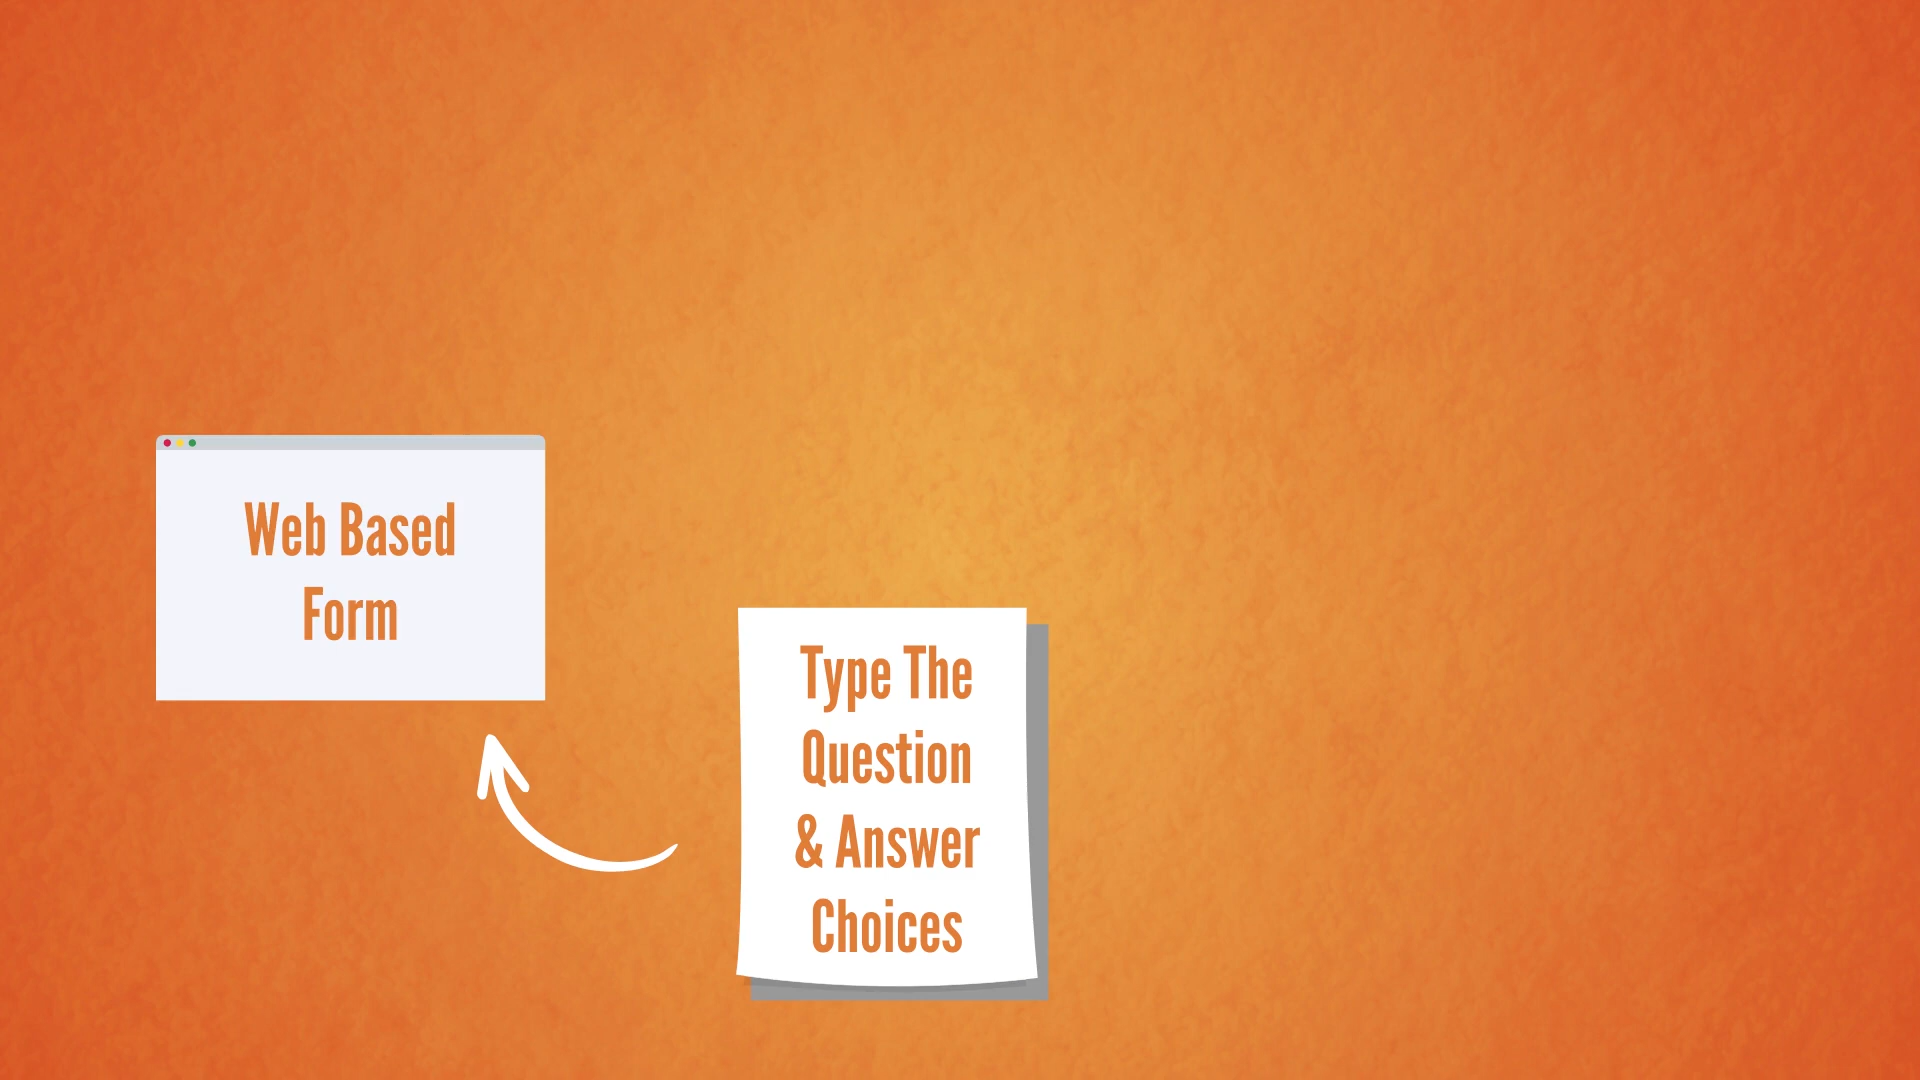 Web Based
Form
Type The
Question
& Answer
Choices